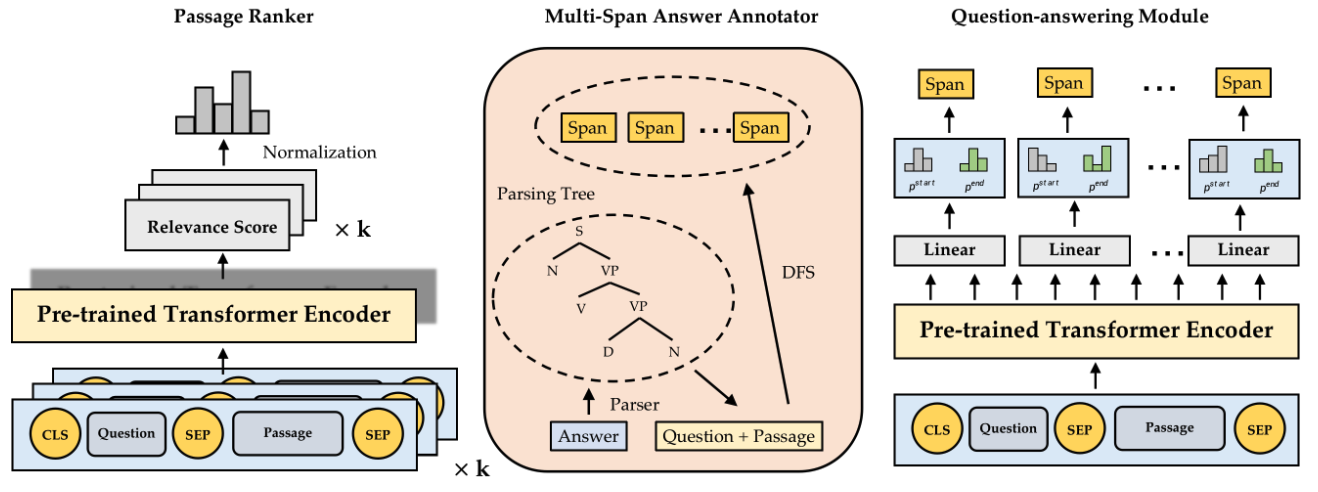 Passage Ranker
Normalization
Relevance Score
× k
Pre-trained Transformer Encoder
CLS Question SEP Passage SEP
× k
Multi-Span Answer Annotator
Span Span ... Span
Parsing Tree
S
N VP
V VP
D N
DFS
Parser
Answer Question + Passage
Question-answering Module
Span Span ... Span
p^start p^end p^start p^end ... p^start p^end
Linear Linear ... Linear
Pre-trained Transformer Encoder
CLS Question SEP Passage SEP